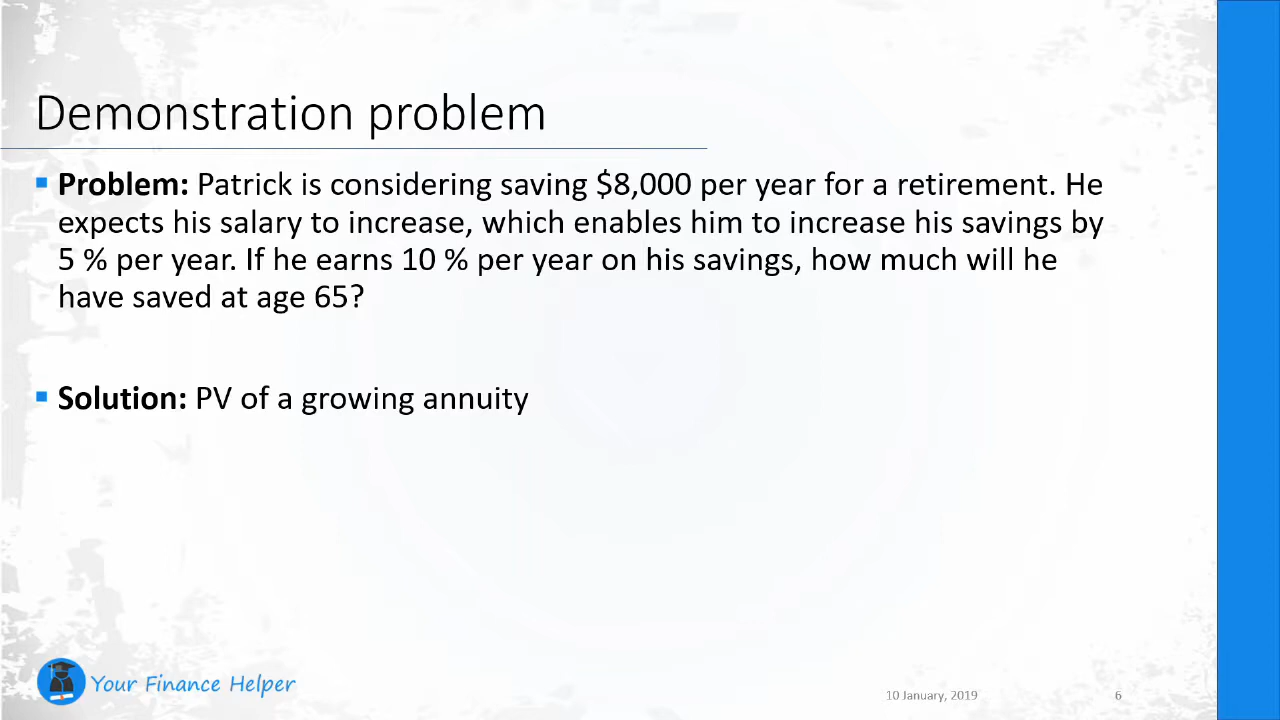 Demonstration problem
Problem: Patrick is considering saving $8,000 per year for a retirement. He
expects his salary to increase, which enables him to increase his savings by
5 % per year. If he earns 10 % per year on his savings, how much will he
have saved at age 65?
Solution: PV of a growing annuity
Your Finance Helper
10 January, 2019
6